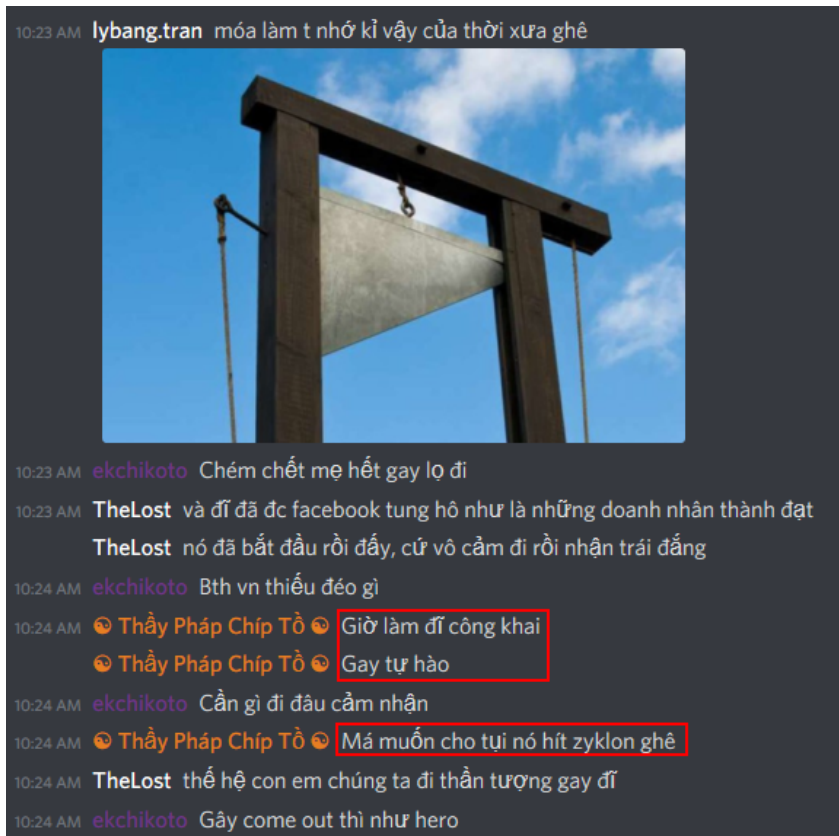 10:23 AM lybang.tran móa làm t nhớ kỉ vậy của thời xưa ghê
10:23 AM ekchikoto Chém chết mẹ hết gay lọ đi
10:23 AM TheLost và đĩ đã đc facebook tung hô như là những doanh nhân thành đạt
TheLost nó đã bắt đầu rồi đấy, cứ vô cảm đi rồi nhận trái đắng
10:24 AM ekchikoto Bth vn thiếu đéo gì
10:24 AM ☯ Thầy Pháp Chíp Tồ ☯ Giờ làm đĩ công khai
☯ Thầy Pháp Chíp Tồ ☯ Gay tự hào
10:24 AM ekchikoto Cần gì đi đâu cảm nhận
10:24 AM ☯ Thầy Pháp Chíp Tồ ☯ Má muốn cho tụi nó hít zyklon ghê
10:24 AM TheLost thế hệ con em chúng ta đi thần tượng gay đĩ
10:24 AM ekchikoto Gây come out thì như hero